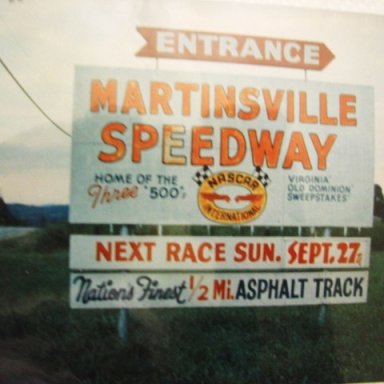 ENTRANCE
MARTINSVILLE
SPEEDWAY
HOME OF THE
Three "500's"
NASCAR
INTERNATIONAL
VIRGINIA
OLD DOMINION
SWEEPSTAKES
NEXT RACE SUN. SEPT. 27
Nation's Finest 1/2 Mi. ASPHALT TRACK